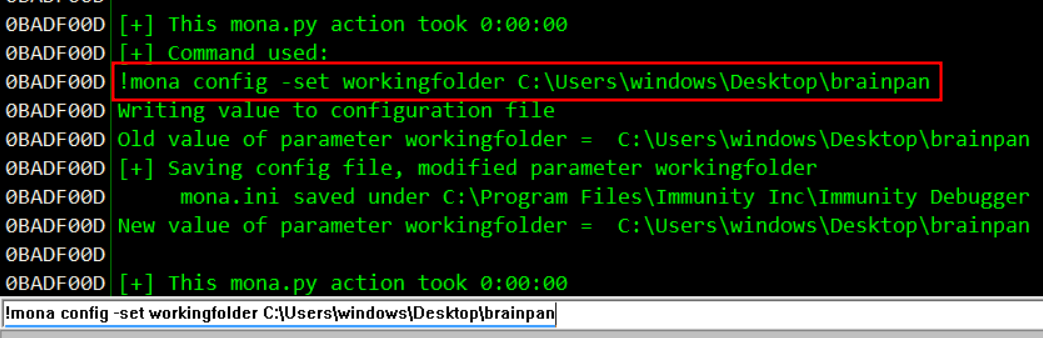 0BADF00D [+] This mona.py action took 0:00:00
0BADF00D [+] Command used:
0BADF00D !mona config -set workingfolder C:\Users\windows\Desktop\brainpan
0BADF00D Writing value to configuration file
0BADF00D Old value of parameter workingfolder =  C:\Users\windows\Desktop\brainpan
0BADF00D [+] Saving config file, modified parameter workingfolder
0BADF00D      mona.ini saved under C:\Program Files\Immunity Inc\Immunity Debugger
0BADF00D New value of parameter workingfolder =  C:\Users\windows\Desktop\brainpan
0BADF00D
0BADF00D [+] This mona.py action took 0:00:00
!mona config -set workingfolder C:\Users\windows\Desktop\brainpan